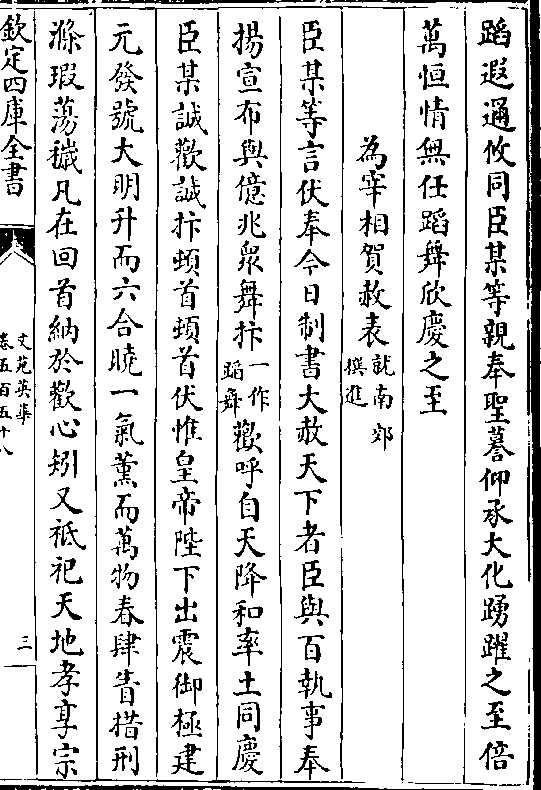 蹈遐邇攸同臣某等親奉聖謩仰承大化踴躍之至倍
萬恒情無任蹈舞欣慶之至
為宰相賀赦表就南郊撰進
臣某等言伏奉今日制書大赦天下者臣與百執事奉
揚宣布與億兆衆舞抃一作蹈舞歡呼自天降和率土同慶
臣某誠歡誠抃頓首頓首伏惟皇帝陛下出震御極建
元發號大明升而六合曉一氣薫而萬物春肆眚措刑
滌瑕蕩穢凡在回首納於歡心矧又祗祀天地孝享宗
欽定四庫全書
文苑英華
卷五百五十八
三